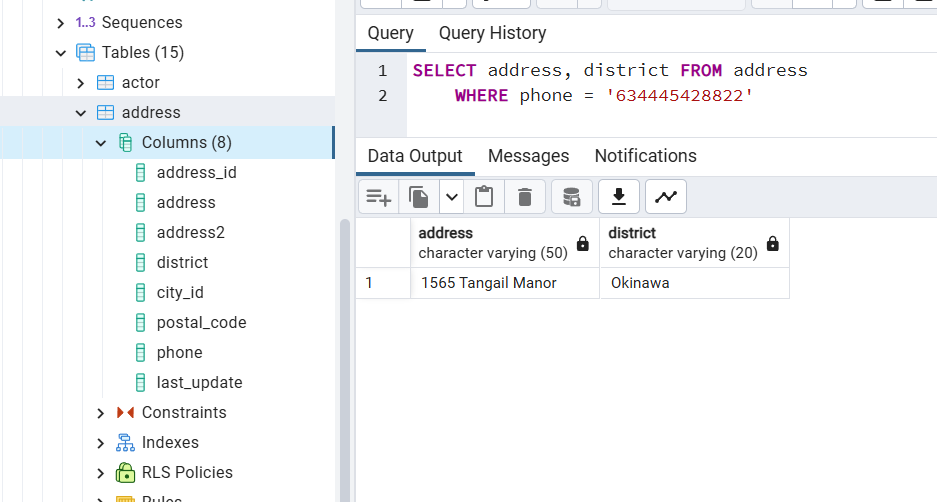 1..3 Sequences
Tables (15)
actor
address
Columns (8)
address_id
address
address2
district
city_id
postal_code
phone
last_update
Constraints
Indexes
RLS Policies
Rules
Query Query History
1 SELECT address, district FROM address
2 WHERE phone = '634445428822'
Data Output Messages Notifications
address district
character varying (50) character varying (20)
1 1565 Tangail Manor Okinawa